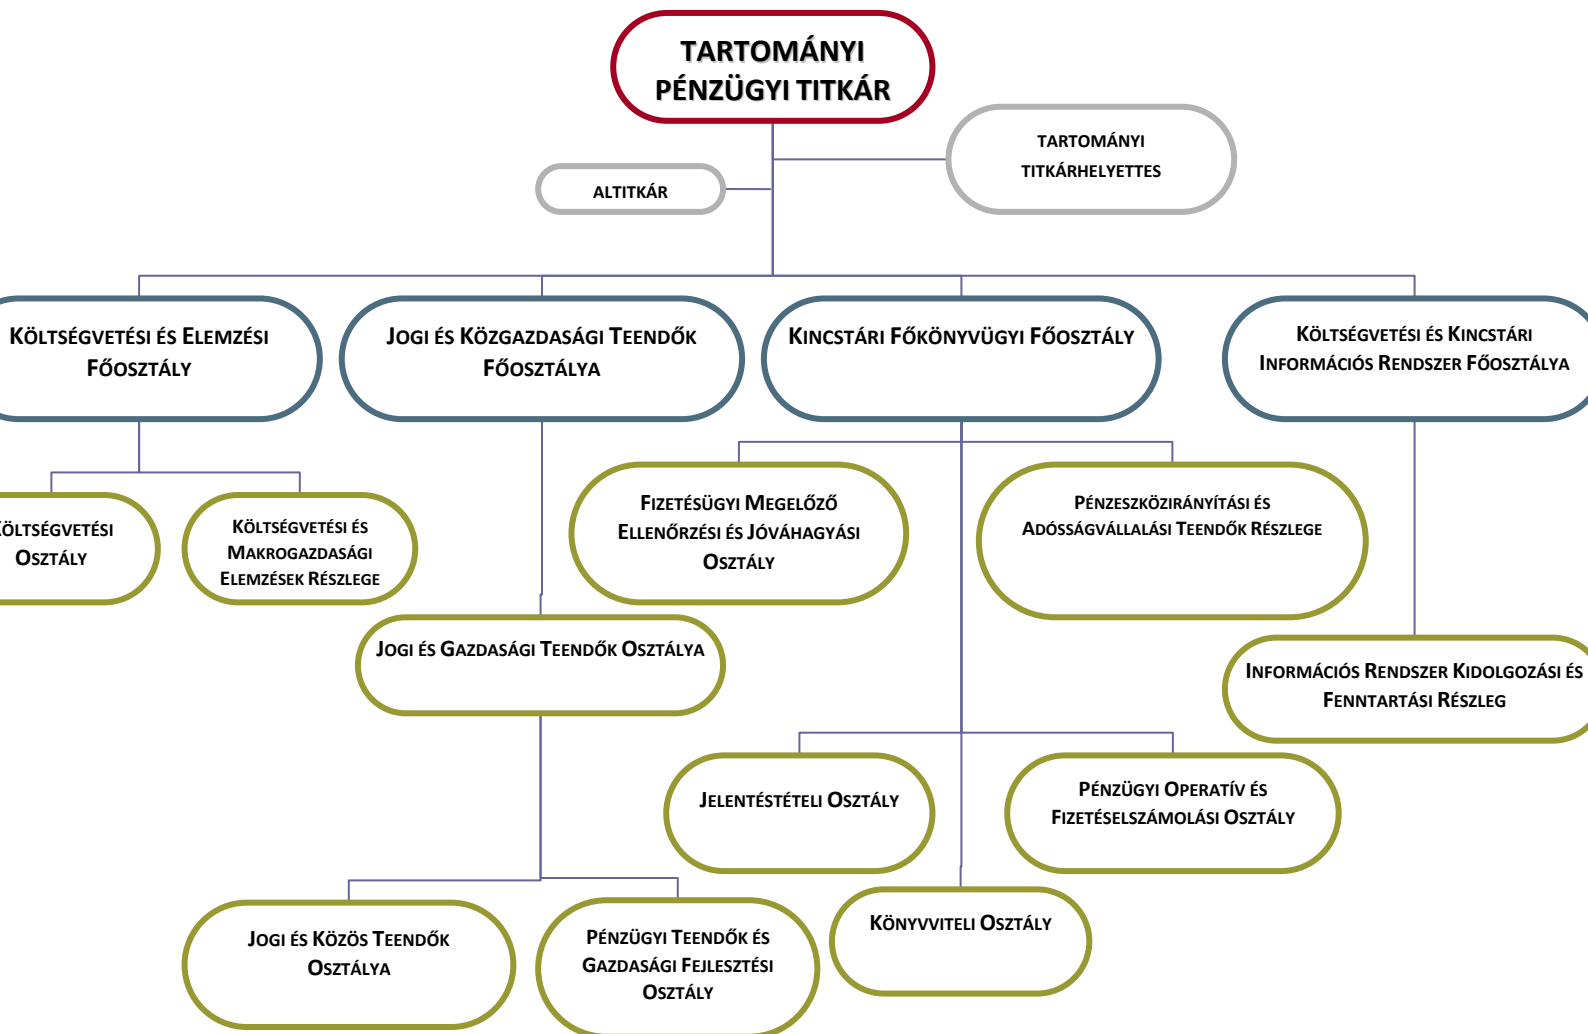 TARTOMÁNYI
PÉNZÜGYI TITKÁR
TARTOMÁNYI
TITKÁRHELYETTES
ALTITKÁR
KÖLTSÉGVETÉSI ÉS ELEMZÉSI
FŐOSZTÁLY
JOGI ÉS KÖZGAZDASÁGI TEENDŐK
FŐOSZTÁLYA
KINCSTÁRI FŐKÖNYVÜGYI FŐOSZTÁLY
KÖLTSÉGVETÉSI ÉS KINCSTÁRI
INFORMÁCIÓS RENDSZER FŐOSZTÁLYA
KÖLTSÉGVETÉSI
OSZTÁLY
KÖLTSÉGVETÉSI ÉS
MAKROGAZDASÁGI
ELEMZÉSEK RÉSZLEGE
FIZETÉSÜGYI MEGELŐZŐ
ELLENŐRZÉSI ÉS JÓVÁHAGYÁSI
OSZTÁLY
PÉNZESZKÖZIRÁNYÍTÁSI ÉS
ADÓSSÁGVÁLLALÁSI TEENDŐK RÉSZLEGE
JOGI ÉS GAZDASÁGI TEENDŐK OSZTÁLYA
INFORMÁCIÓS RENDSZER KIDOLGOZÁSI ÉS
FENNTARTÁSI RÉSZLEG
JELENTÉSTÉTELI OSZTÁLY
PÉNZÜGYI OPERATÍV ÉS
FIZETÉSELSZÁMOLÁSI OSZTÁLY
JOGI ÉS KÖZÖS TEENDŐK
OSZTÁLYA
PÉNZÜGYI TEENDŐK ÉS
GAZDASÁGI FEJLESZTÉSI
OSZTÁLY
KÖNYVVITELI OSZTÁLY